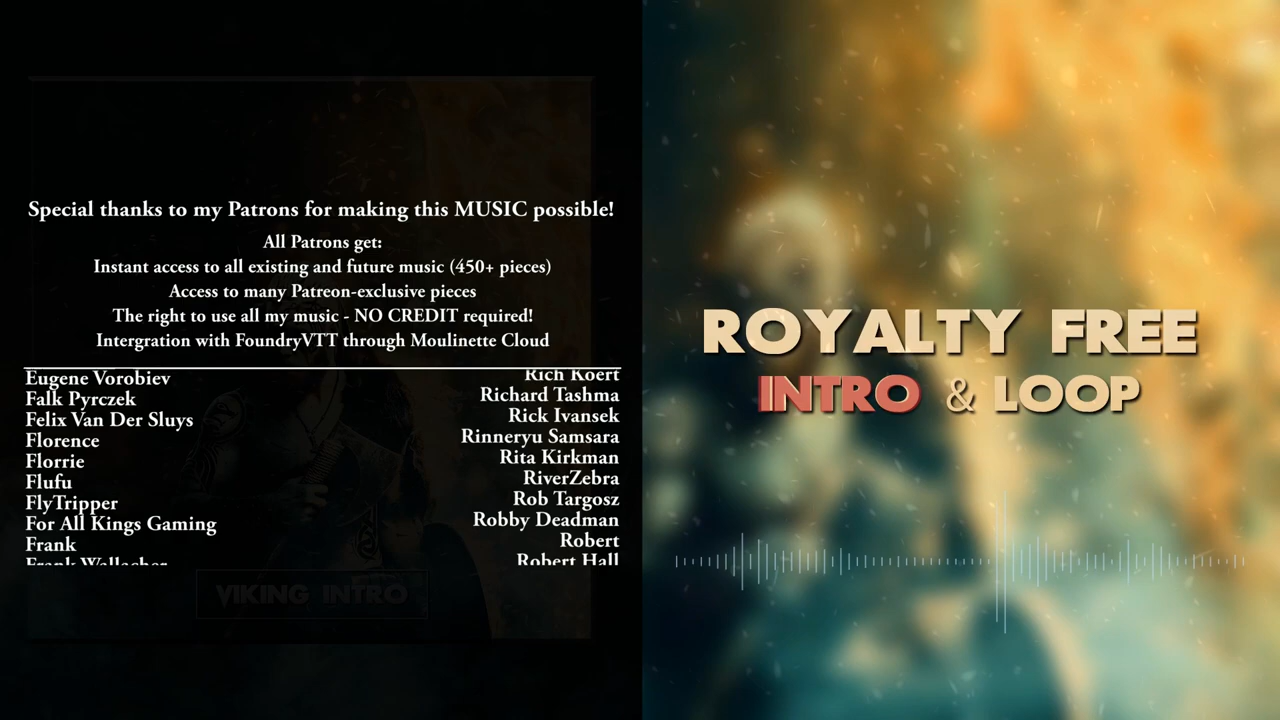 Special thanks to my Patrons for making this MUSIC possible!
All Patrons get:
Instant access to all existing and future music (450+ pieces)
Access to many Patreon-exclusive pieces
The right to use all my music - NO CREDIT required!
Intergration with FoundryVTT through Moulinette Cloud
Eugene Vorobiev
Falk Pyrczek
Felix Van Der Sluys
Florence
Florrie
Flufu
FlyTripper
For All Kings Gaming
Frank
Frank Wallacher
Rich Koert
Richard Tashma
Rick Ivansek
Rinneryu Samsara
Rita Kirkman
RiverZebra
Rob Targosz
Robby Deadman
Robert
Robert Hall
VIKING INTRO
ROYALTY FREE
INTRO & LOOP